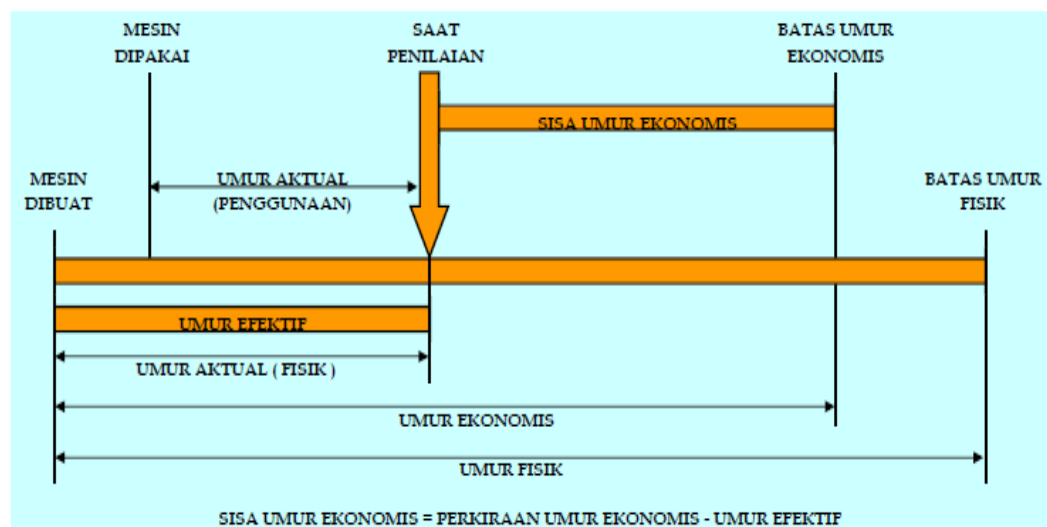 MESIN
DIPAKAI
SAAT
PENILAIAN
BATAS UMUR
EKONOMIS
SISA UMUR EKONOMIS
MESIN
DIBUAT
UMUR AKTUAL
(PENGGUNAAN)
BATAS UMUR
FISIK
UMUR EFEKTIF
UMUR AKTUAL ( FISIK )
UMUR EKONOMIS
UMUR FISIK
SISA UMUR EKONOMIS = PERKIRAAN UMUR EKONOMIS - UMUR EFEKTIF